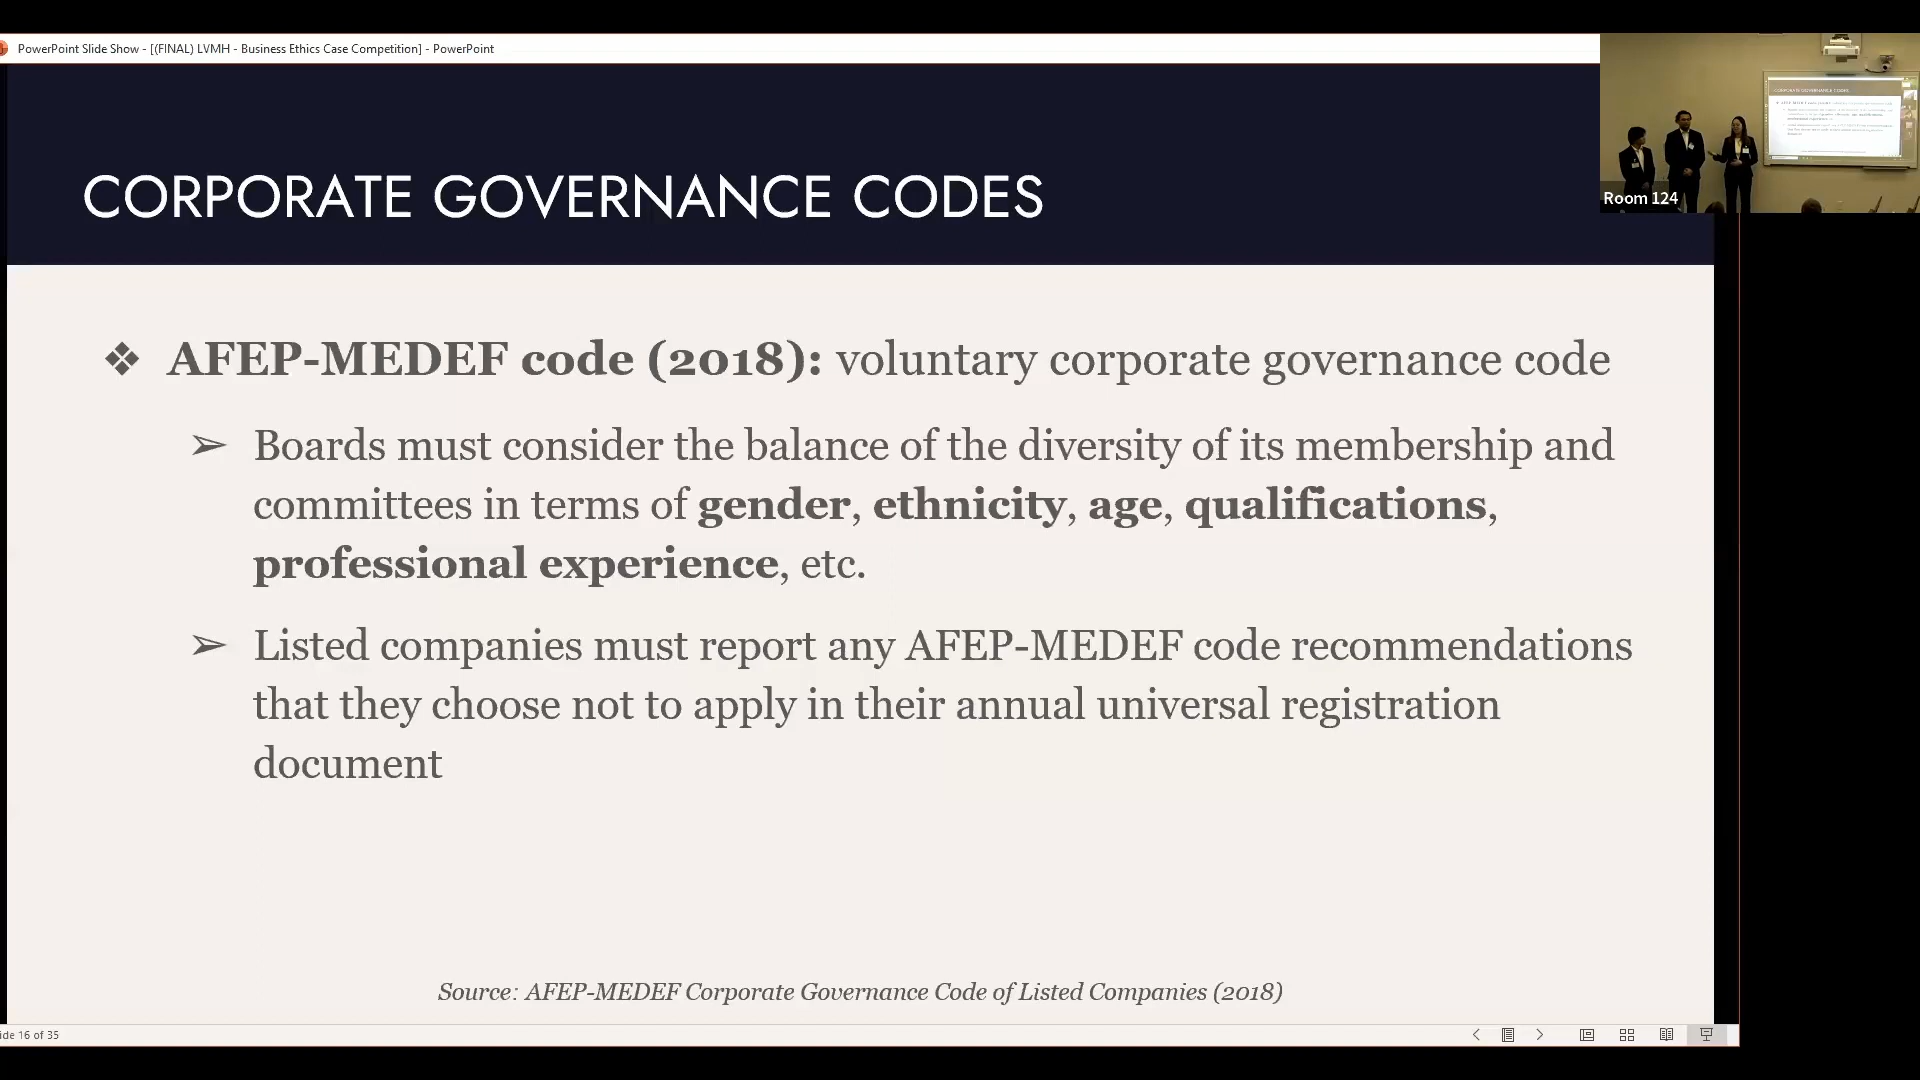 PowerPoint Slide Show - [(FINAL) LVMH - Business Ethics Case Competition] - PowerPoint
CORPORATE GOVERNANCE CODES
Room 124
❖ AFEP-MEDEF code (2018): voluntary corporate governance code
➢ Boards must consider the balance of the diversity of its membership and
committees in terms of gender, ethnicity, age, qualifications,
professional experience, etc.
➢ Listed companies must report any AFEP-MEDEF code recommendations
that they choose not to apply in their annual universal registration
document
Source: AFEP-MEDEF Corporate Governance Code of Listed Companies (2018)
ide 16 of 35